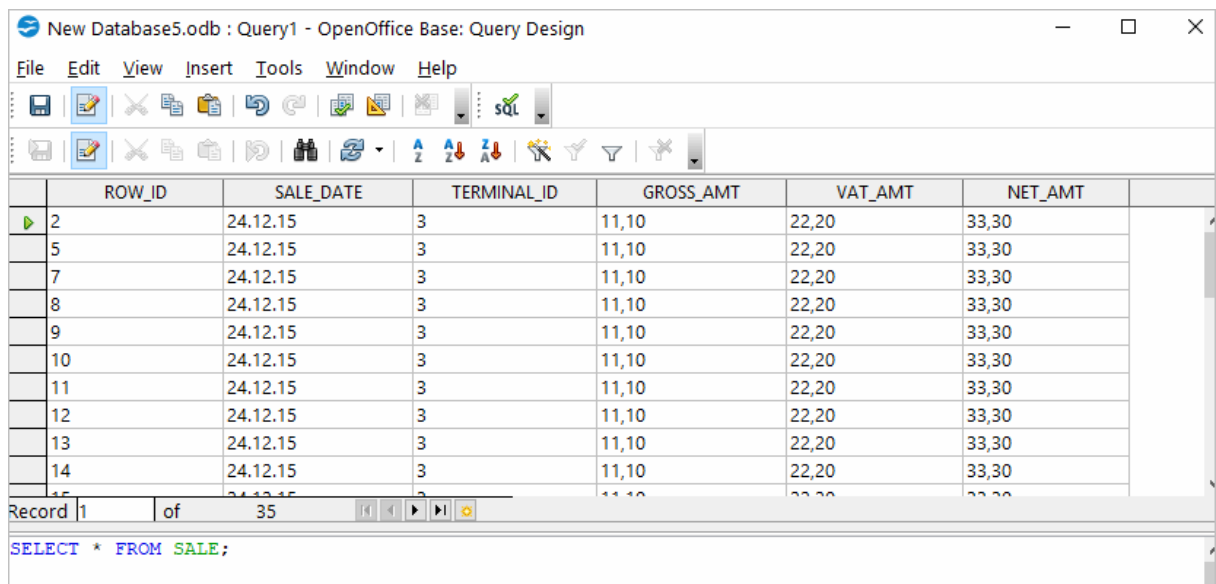 New Database5.odb : Query1 - OpenOffice Base: Query Design
File Edit View Insert Tools Window Help
SQL
ROW_ID SALE_DATE TERMINAL_ID GROSS_AMT VAT_AMT NET_AMT
2 24.12.15 3 11,10 22,20 33,30
5 24.12.15 3 11,10 22,20 33,30
7 24.12.15 3 11,10 22,20 33,30
8 24.12.15 3 11,10 22,20 33,30
9 24.12.15 3 11,10 22,20 33,30
10 24.12.15 3 11,10 22,20 33,30
11 24.12.15 3 11,10 22,20 33,30
12 24.12.15 3 11,10 22,20 33,30
13 24.12.15 3 11,10 22,20 33,30
14 24.12.15 3 11,10 22,20 33,30
Record 1 of 35
SELECT * FROM SALE;